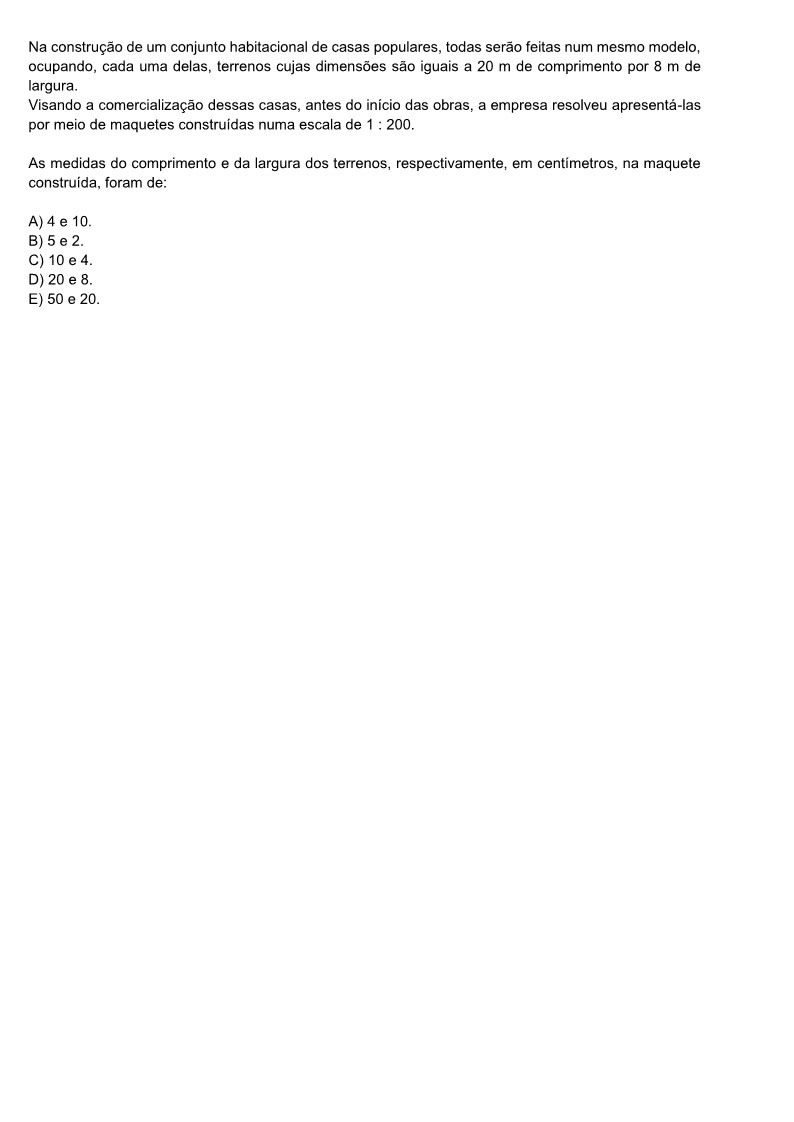 Na construção de um conjunto habitacional de casas populares, todas serão feitas num mesmo modelo,
ocupando, cada uma delas, terrenos cujas dimensões são iguais a 20 m de comprimento por 8 m de
largura.
Visando a comercialização dessas casas, antes do início das obras, a empresa resolveu apresentá-las
por meio de maquetes construídas numa escala de 1 : 200.
As medidas do comprimento e da largura dos terrenos, respectivamente, em centímetros, na maquete
construída, foram de:
A) 4 e 10.
B) 5 e 2.
C) 10 e 4.
D) 20 e 8.
E) 50 e 20.